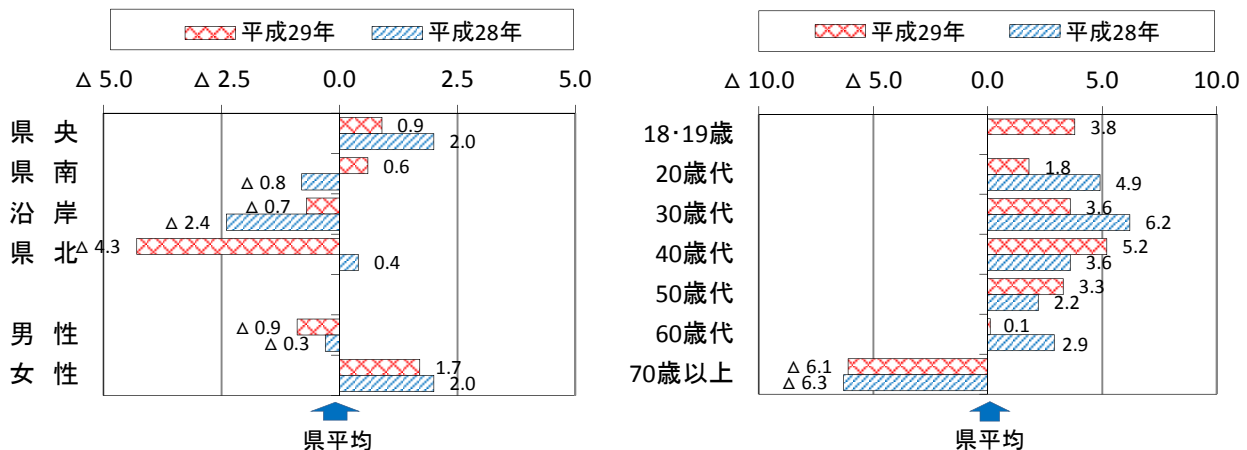 平成29年 平成28年
△ 5.0 △ 2.5 0.0 2.5 5.0
県 央 0.9
2.0
県 南 0.6
△ 0.8
沿 岸 △ 0.7
△ 2.4
県 北 △ 4.3
0.4
男 性 △ 0.9
△ 0.3
女 性 1.7
2.0
県平均
平成29年 平成28年
△ 10.0 △ 5.0 0.0 5.0 10.0
18･19歳 3.8
20歳代 1.8
4.9
30歳代 3.6
6.2
40歳代 5.2
3.6
50歳代 3.3
2.2
60歳代 0.1
2.9
70歳以上 △ 6.1
△ 6.3
県平均